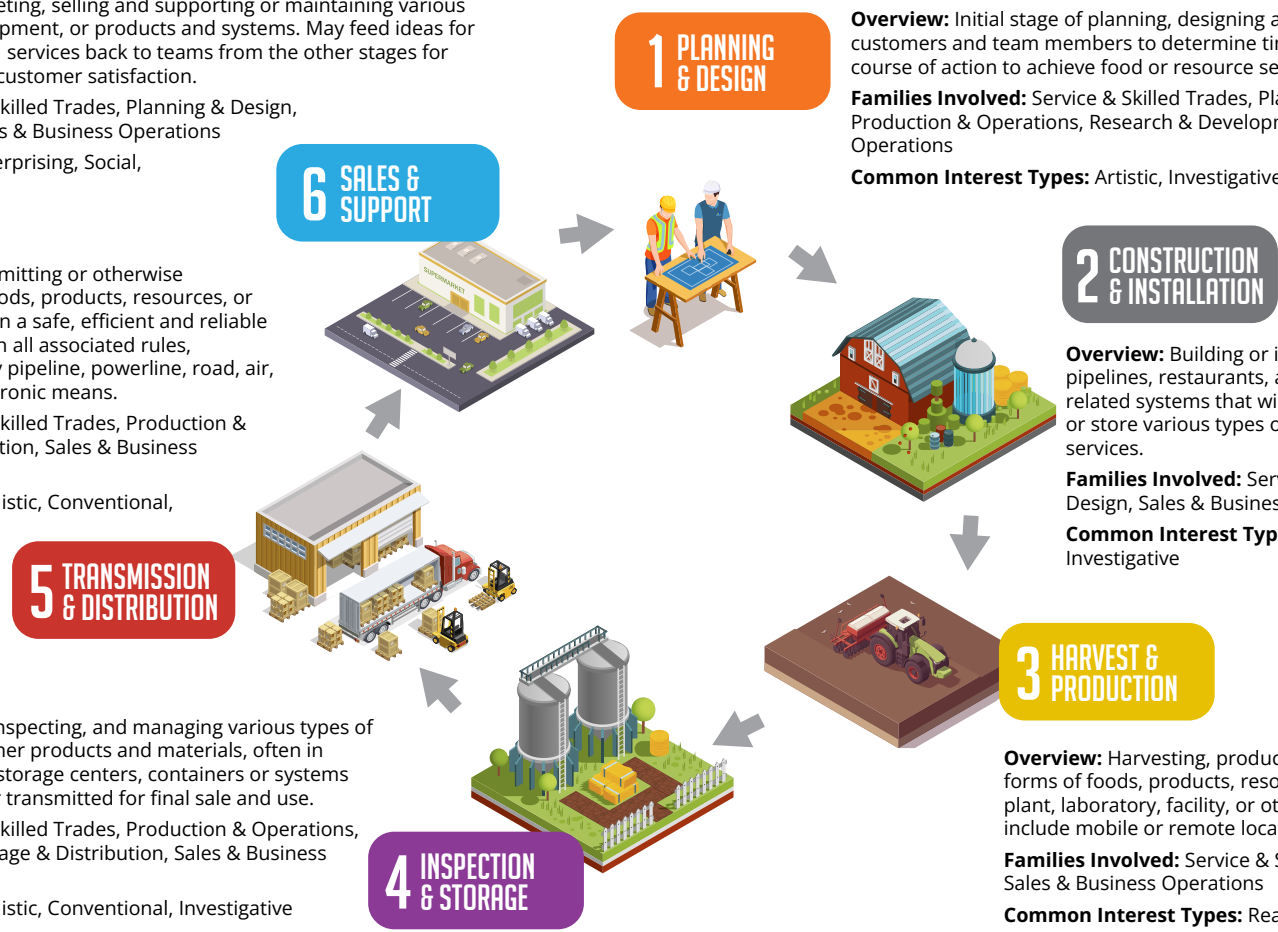 eting, selling and supporting or maintaining various
pment, or products and systems. May feed ideas for
services back to teams from the other stages for
customer satisfaction.
killed Trades, Planning & Design,
s & Business Operations
erprising, Social,
1 PLANNING
& DESIGN
Overview: Initial stage of planning, designing a
customers and team members to determine tim
course of action to achieve food or resource se
Families Involved: Service & Skilled Trades, Pla
Production & Operations, Research & Developm
Operations
Common Interest Types: Artistic, Investigative
6 SALES &
SUPPORT
SUPERMARKET
2 CONSTRUCTION
& INSTALLATION
Overview: Building or i
pipelines, restaurants, a
related systems that wi
or store various types o
services.
Families Involved: Serv
Design, Sales & Busines
Common Interest Typ
Investigative
mitting or otherwise
ods, products, resources, or
n a safe, efficient and reliable
h all associated rules,
y pipeline, powerline, road, air,
ronic means.
killed Trades, Production &
tion, Sales & Business
listic, Conventional,
5 TRANSMISSION
& DISTRIBUTION
3 HARVEST &
PRODUCTION
Overview: Harvesting, produc
forms of foods, products, reso
plant, laboratory, facility, or ot
include mobile or remote loca
Families Involved: Service & S
Sales & Business Operations
Common Interest Types: Rea
nspecting, and managing various types of
her products and materials, often in
storage centers, containers or systems
r transmitted for final sale and use.
killed Trades, Production & Operations,
age & Distribution, Sales & Business
listic, Conventional, Investigative
4 INSPECTION
& STORAGE